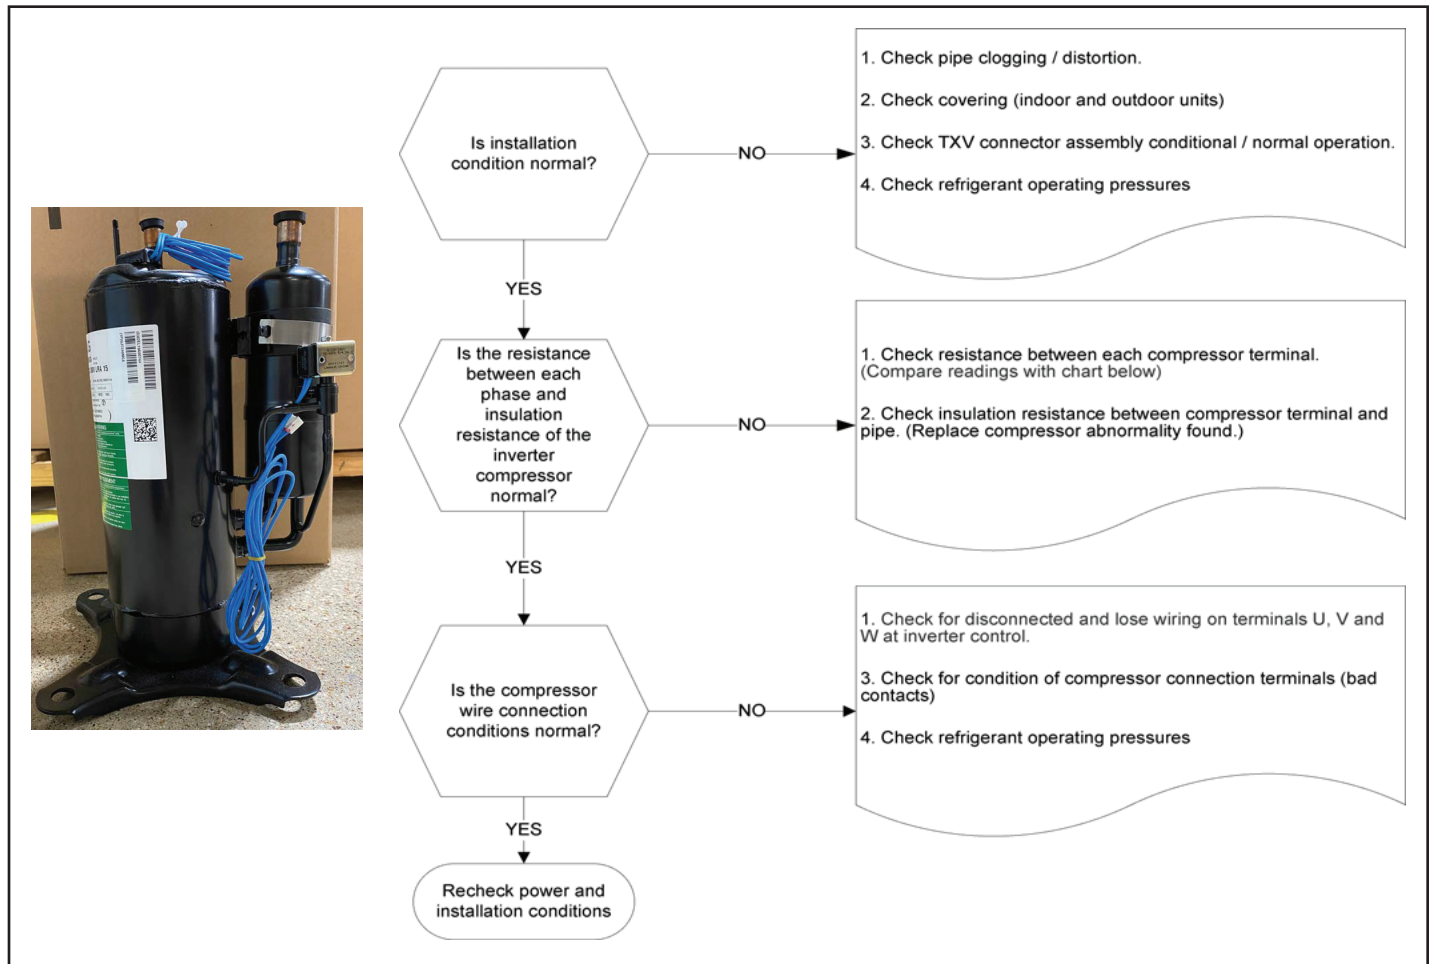 Is installation
condition normal?
NO
1. Check pipe clogging / distortion.
2. Check covering (indoor and outdoor units)
3. Check TXV connector assembly conditional / normal operation.
4. Check refrigerant operating pressures
YES
Is the resistance
between each
phase and
insulation
resistance of the
inverter
compressor
normal?
NO
1. Check resistance between each compressor terminal.
(Compare readings with chart below)
2. Check insulation resistance between compressor terminal and
pipe. (Replace compressor abnormality found.)
YES
Is the compressor
wire connection
conditions normal?
NO
1. Check for disconnected and lose wiring on terminals U, V and
W at inverter control.
3. Check for condition of compressor connection terminals (bad
contacts)
4. Check refrigerant operating pressures
YES
Recheck power and
installation conditions